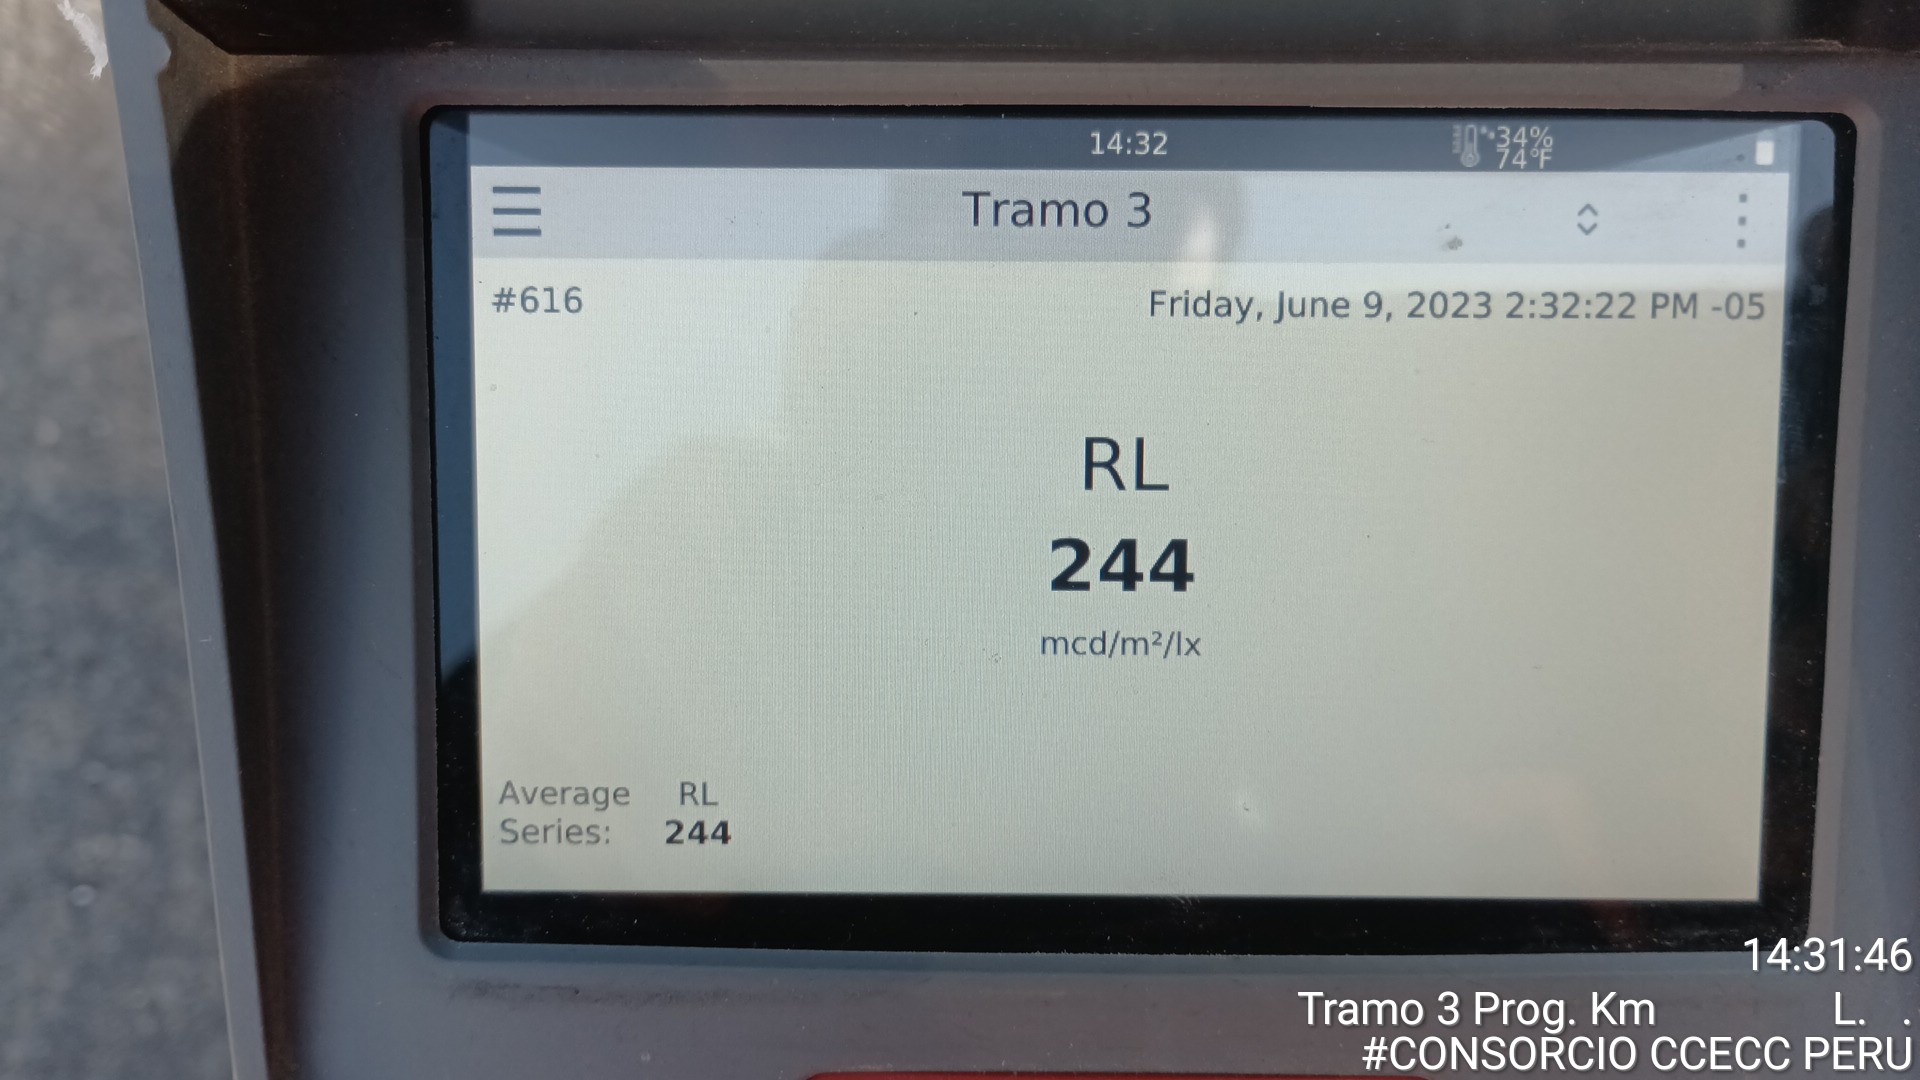 14:32
34%
74°F
Tramo 3
#616
Friday, June 9, 2023 2:32:22 PM -05
RL
244
mcd/m²/lx
Average RL
Series: 244
14:31:46
Tramo 3 Prog. Km L. .
#CONSORCIO CCECC PERU